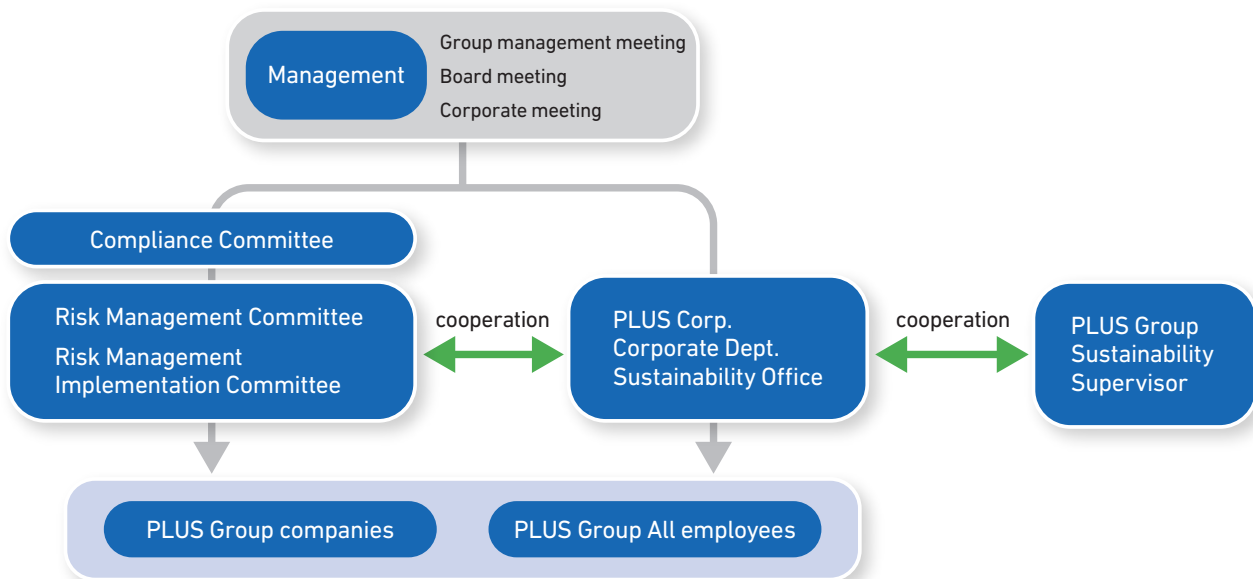 Management
Group management meeting
Board meeting
Corporate meeting
Compliance Committee
Risk Management Committee
Risk Management
Implementation Committee
cooperation
PLUS Corp.
Corporate Dept.
Sustainability Office
cooperation
PLUS Group
Sustainability
Supervisor
PLUS Group companies
PLUS Group All employees